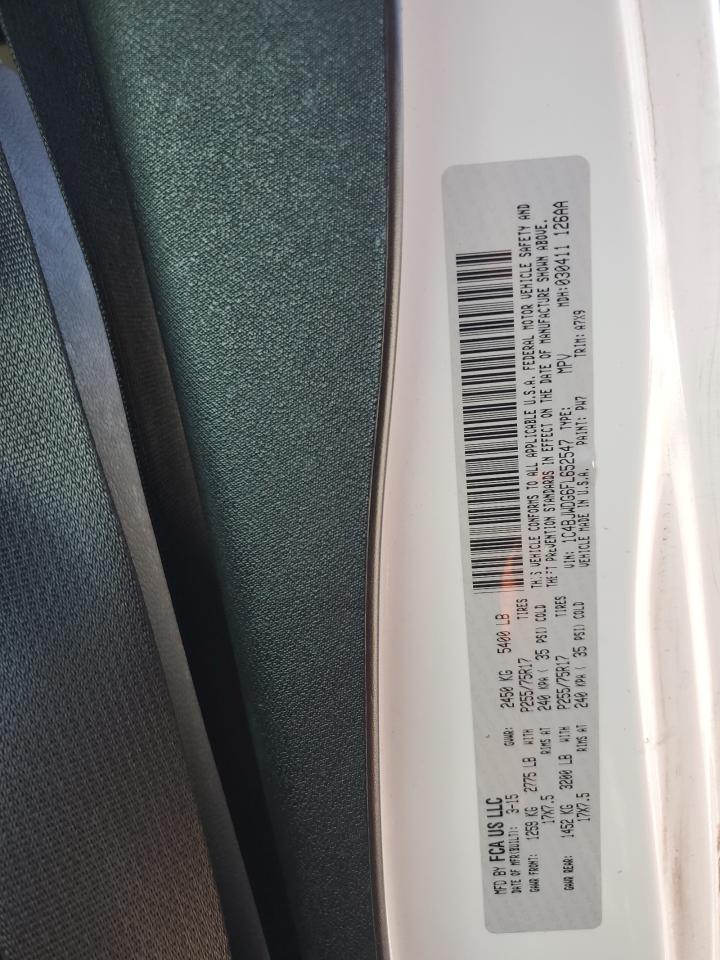 MFD BY FCA US LLC
DATE OF MFR(BUILT): 3-15 GVWR: 2450 KG 5400 LB
GAWR FRONT: 1259 KG 2775 LB WITH P255/75R17 TIRES
17X7.5 RIMS AT 240 KPA ( 35 PSI) COLD
GAWR REAR: 1452 KG 3200 LB WITH P255/75R17 TIRES
17X7.5 RIMS AT 240 KPA ( 35 PSI) COLD
THIS VEHICLE CONFORMS TO ALL APPLICABLE U.S.A. FEDERAL MOTOR VEHICLE SAFETY AND
THEFT PREVENTION STANDARDS IN EFFECT ON THE DATE OF MANUFACTURE SHOWN ABOVE.
VIN: 1C4BJWDG6FL652547 TYPE: MPV MDH:030411 126AA
VEHICLE MADE IN U.S.A. PAINT: PW7 TRIM: A7X9